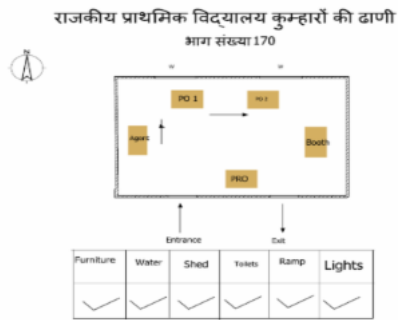 राजकीय प्राथमिक विद्यालय कुम्हारों की ढाणी
भाग संख्या 170
N
W W
PO 1 PO 2
Agent
Booth
PRO
Entrance Exit
Furniture Water Shed Toilets Ramp Lights